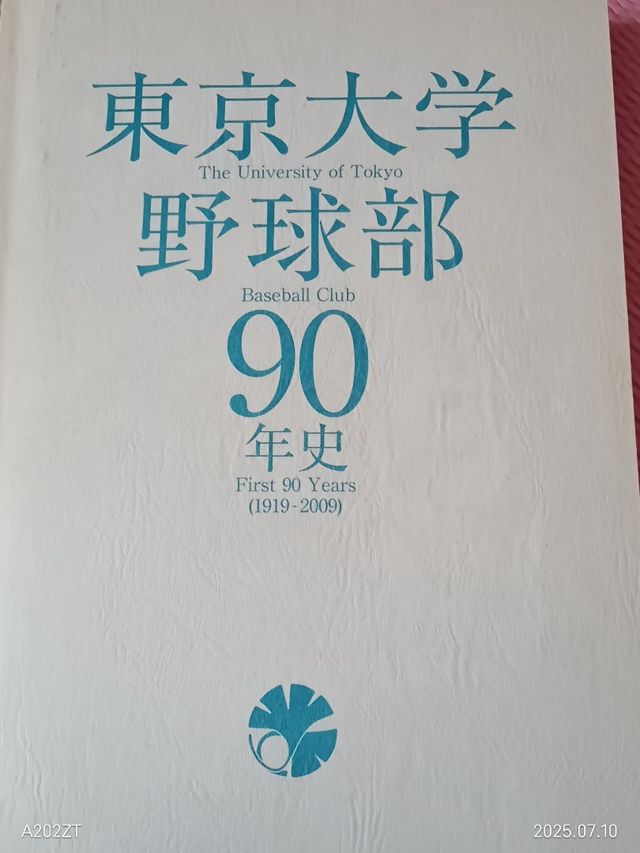 東京大学
The University of Tokyo
野球部
Baseball Club
90
年史
First 90 Years
(1919-2009)
A202ZT
2025.07.10